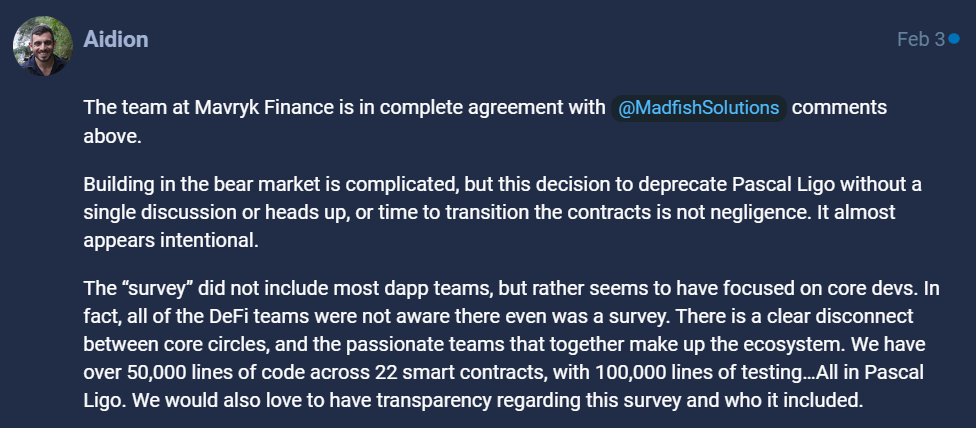 Aidion
Feb 3
The team at Mavryk Finance is in complete agreement with @MadfishSolutions comments
above.
Building in the bear market is complicated, but this decision to deprecate Pascal Ligo without a
single discussion or heads up, or time to transition the contracts is not negligence. It almost
appears intentional.
The “survey” did not include most dapp teams, but rather seems to have focused on core devs. In
fact, all of the DeFi teams were not aware there even was a survey. There is a clear disconnect
between core circles, and the passionate teams that together make up the ecosystem. We have
over 50,000 lines of code across 22 smart contracts, with 100,000 lines of testing…All in Pascal
Ligo. We would also love to have transparency regarding this survey and who it included.